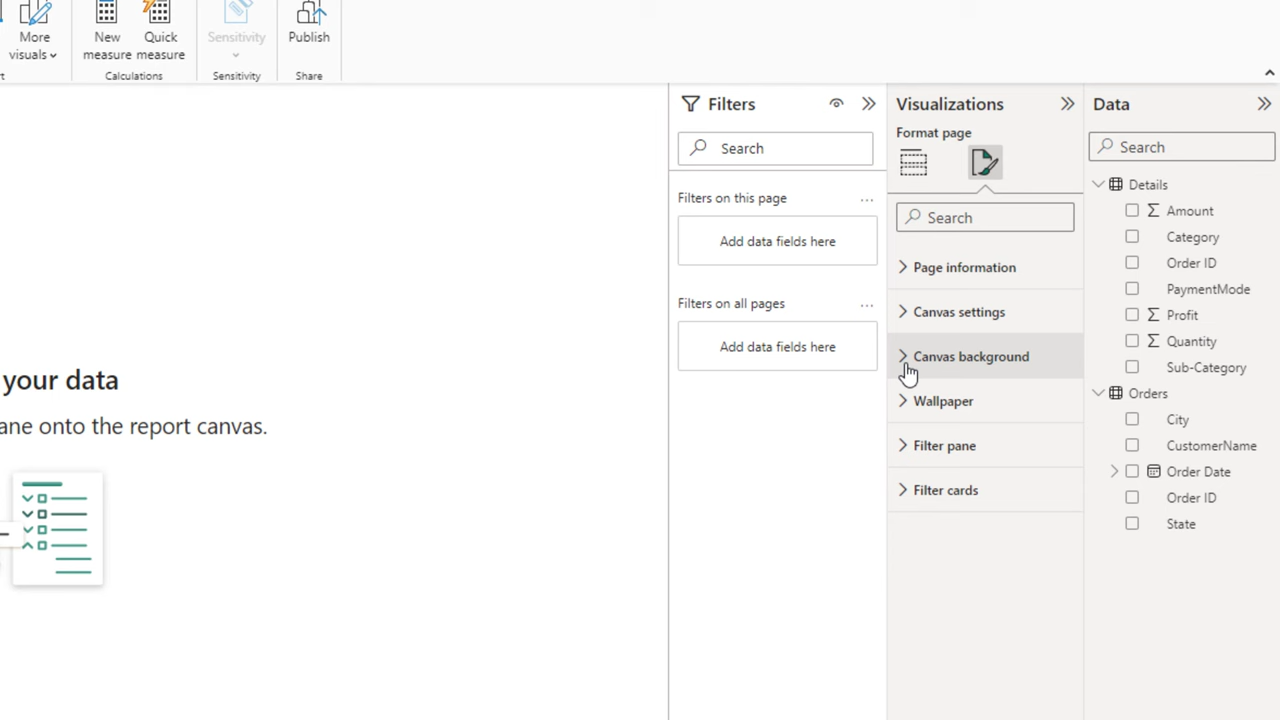 More
visuals
New
measure
Quick
measure
Sensitivity
Publish
rt
Calculations
Sensitivity
Share
your data
ane onto the report canvas.
Filters
Search
Filters on this page
...
Add data fields here
Filters on all pages
...
Add data fields here
Visualizations
Format page
Search
Page information
Canvas settings
Canvas background
Wallpaper
Filter pane
Filter cards
Data
Search
Details
Σ Amount
Category
Order ID
PaymentMode
Σ Profit
Σ Quantity
Sub-Category
Orders
City
CustomerName
Order Date
Order ID
State